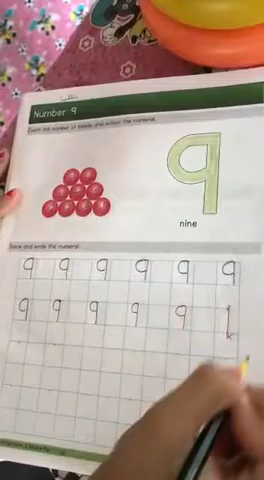 Number 9
Count the number of beads and colour the numeral.
9
nine
Trace and write the numeral
9 9 9 9 9 9
9 9 9 9 9